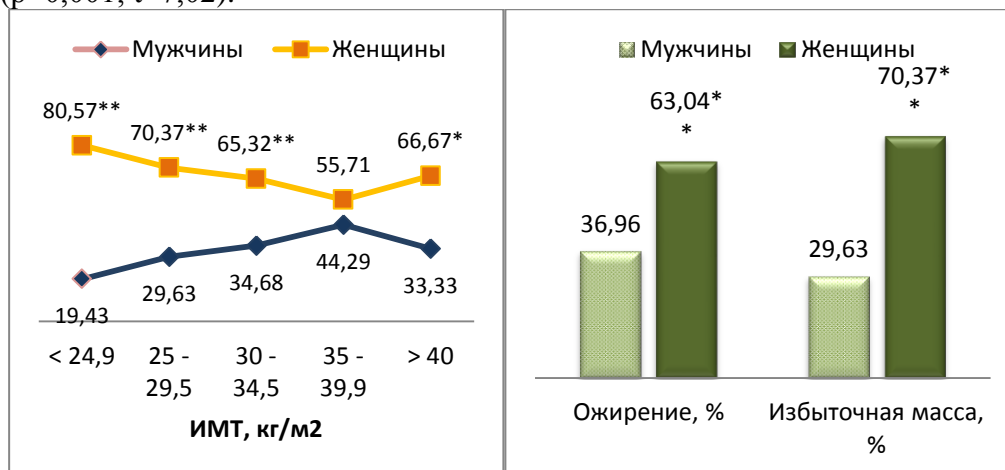 Мужчины Женщины
80,57** 70,37** 65,32** 55,71 66,67*
19,43 29,63 34,68 44,29 33,33
< 24,9 25 - 30 - 35 - > 40
29,5 34,5 39,9
ИМТ, кг/м2
Мужчины Женщины
63,04*
*
70,37*
*
36,96
29,63
Ожирение, % Избыточная масса,
%